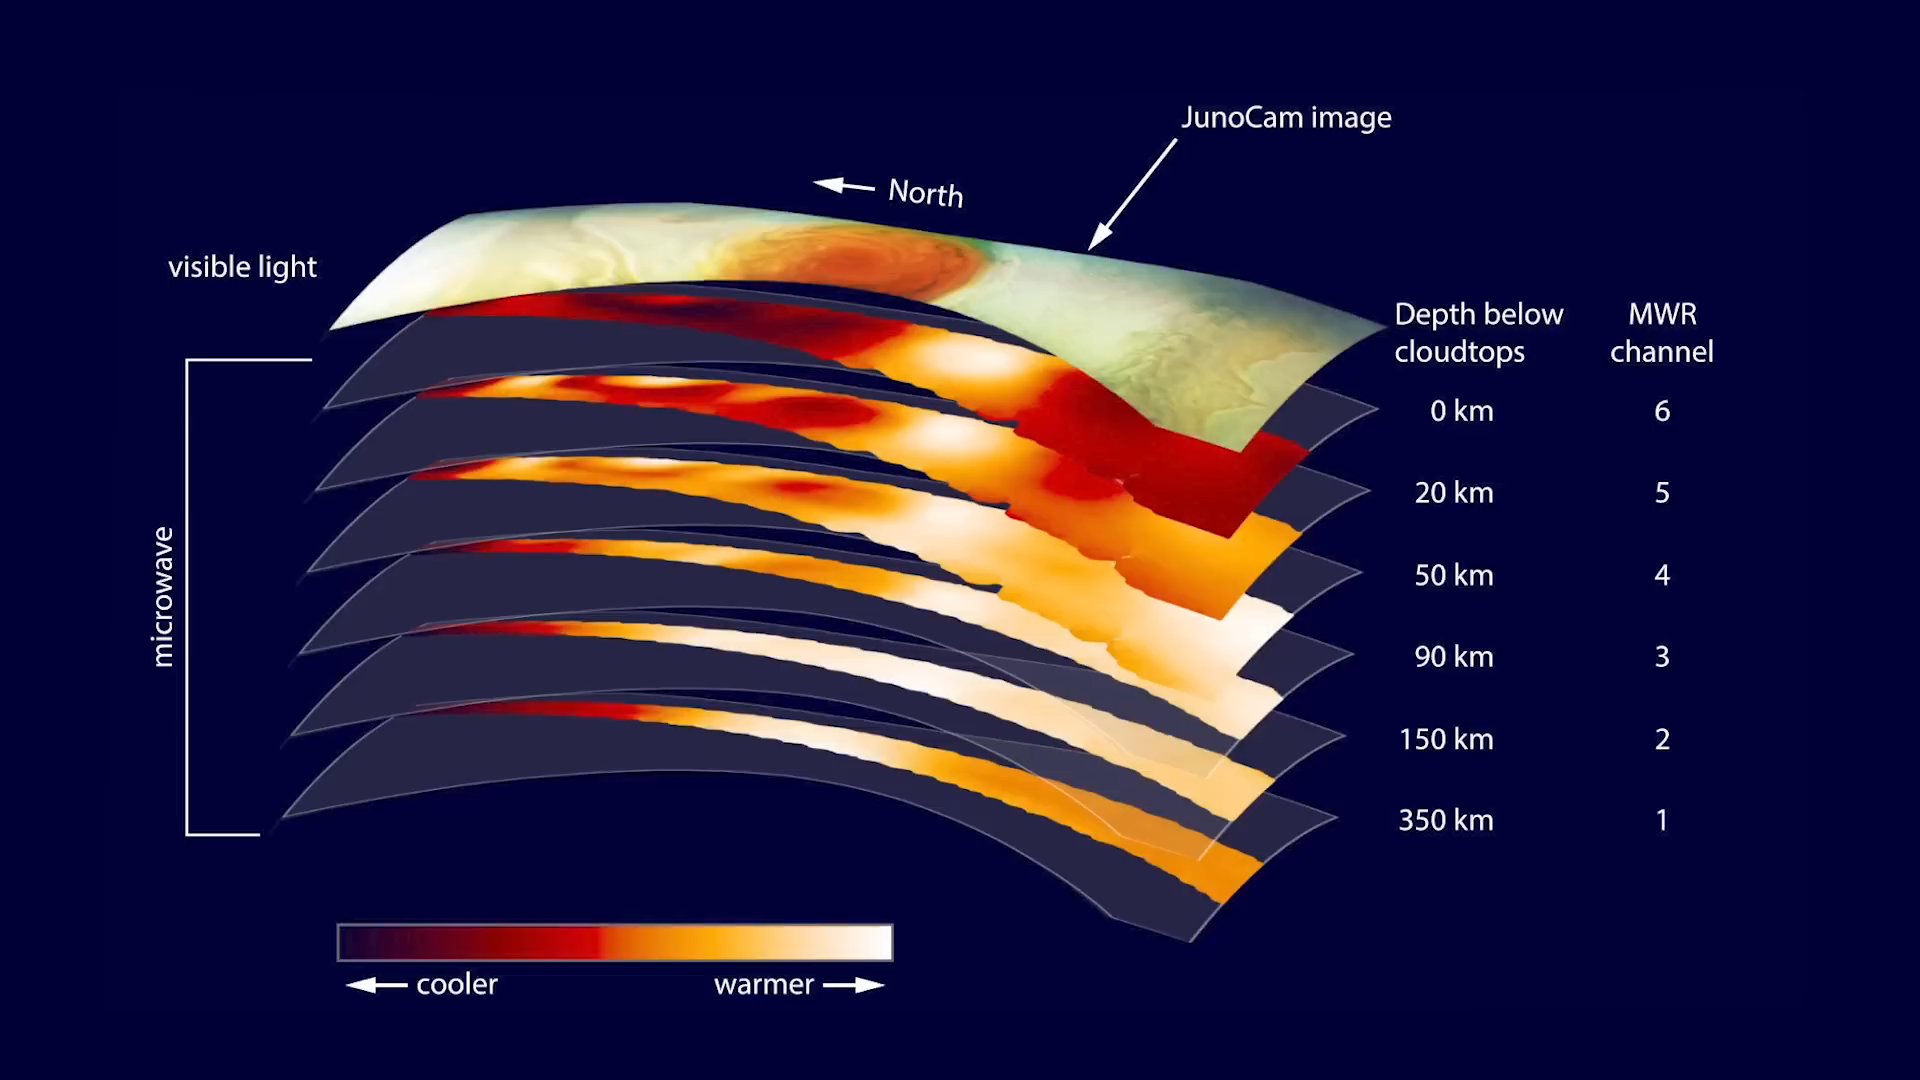 JunoCam image
North
visible light
Depth below
cloudtops
MWR
channel
0 km 6
20 km 5
50 km 4
90 km 3
150 km 2
350 km 1
microwave
cooler
warmer